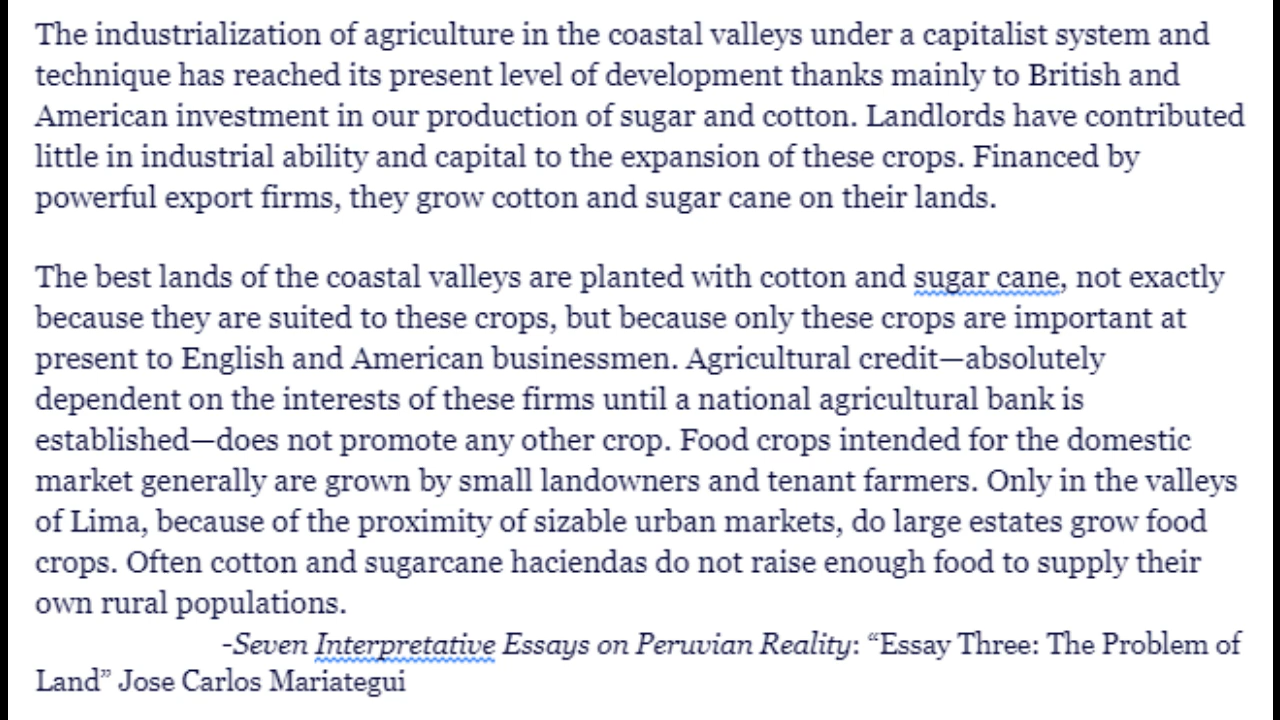 The industrialization of agriculture in the coastal valleys under a capitalist system and
technique has reached its present level of development thanks mainly to British and
American investment in our production of sugar and cotton. Landlords have contributed
little in industrial ability and capital to the expansion of these crops. Financed by
powerful export firms, they grow cotton and sugar cane on their lands.
The best lands of the coastal valleys are planted with cotton and sugar cane, not exactly
because they are suited to these crops, but because only these crops are important at
present to English and American businessmen. Agricultural credit—absolutely
dependent on the interests of these firms until a national agricultural bank is
established—does not promote any other crop. Food crops intended for the domestic
market generally are grown by small landowners and tenant farmers. Only in the valleys
of Lima, because of the proximity of sizable urban markets, do large estates grow food
crops. Often cotton and sugarcane haciendas do not raise enough food to supply their
own rural populations.
-Seven Interpretative Essays on Peruvian Reality: “Essay Three: The Problem of
Land” Jose Carlos Mariategui